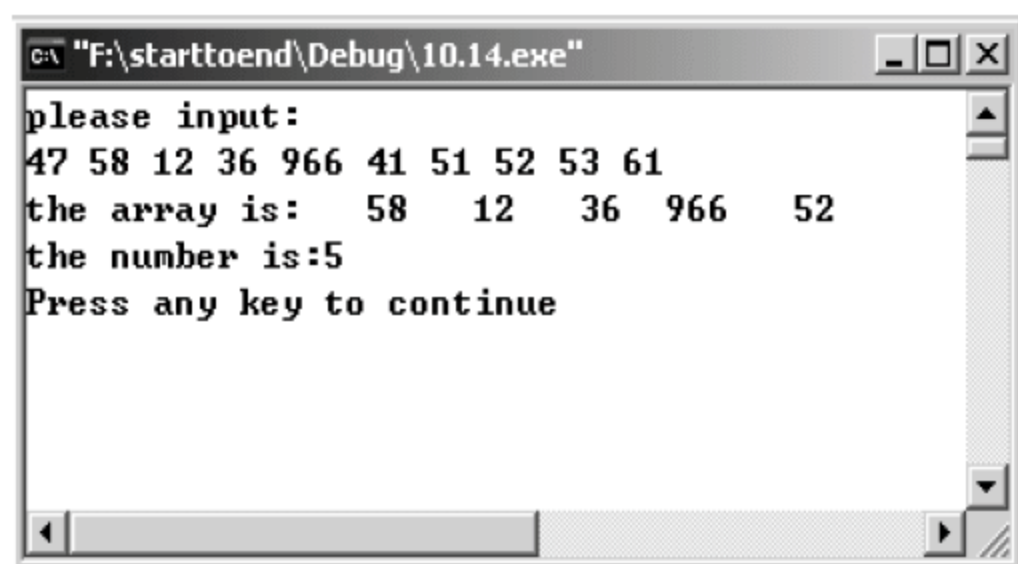 "F:\starttoend\Debug\10.14.exe"
please input:
47 58 12 36 966 41 51 52 53 61
the array is:   58   12   36  966   52
the number is:5
Press any key to continue